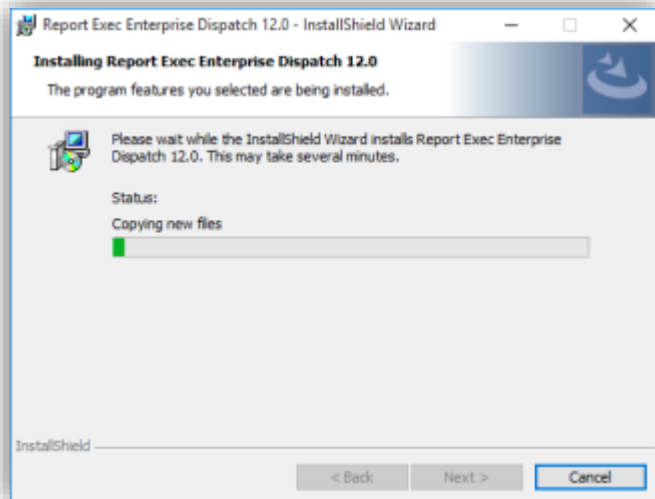 Report Exec Enterprise Dispatch 12.0 - InstallShield Wizard
Installing Report Exec Enterprise Dispatch 12.0
The program features you selected are being installed.
Please wait while the InstallShield Wizard installs Report Exec Enterprise
Dispatch 12.0. This may take several minutes.
Status:
Copying new files
InstallShield
< Back
Next >
Cancel